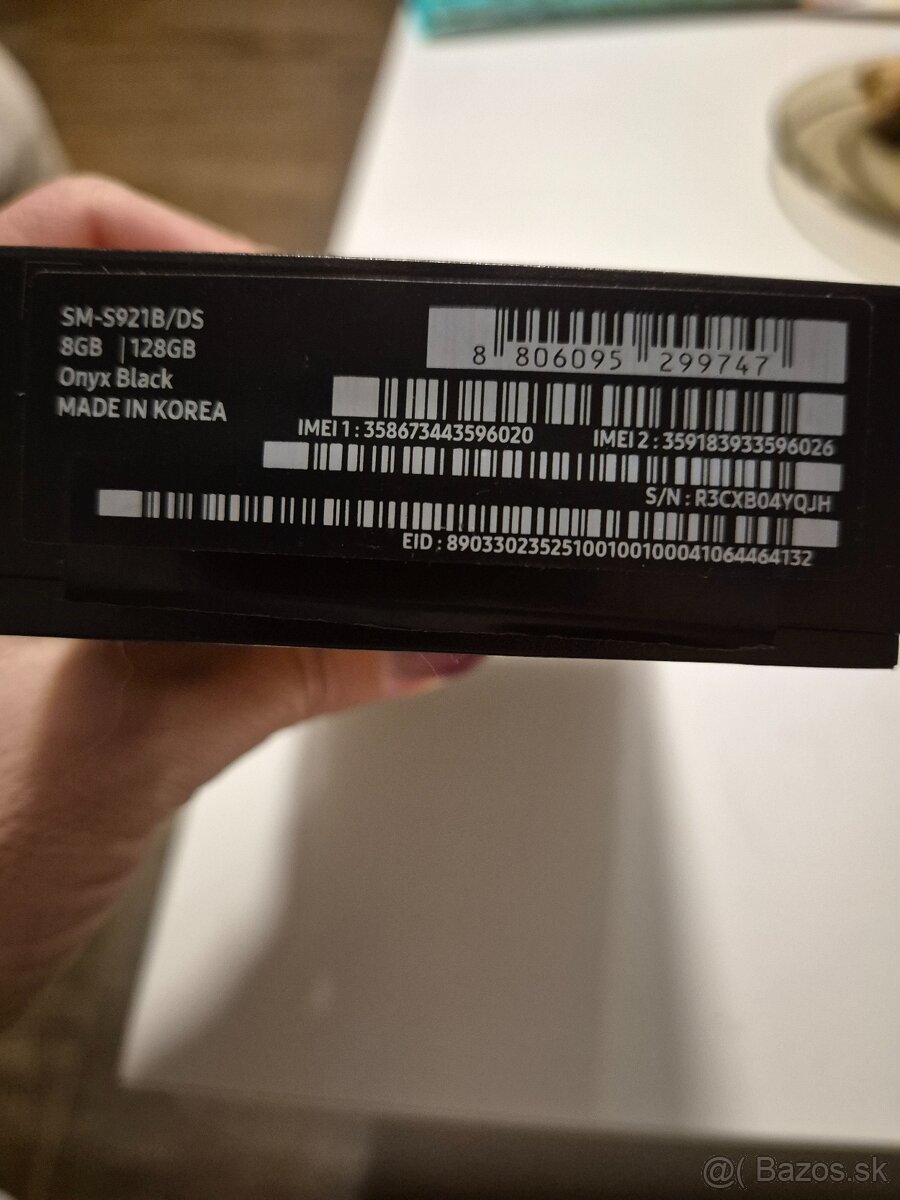 SM-S921B/DS
8GB | 128GB
Onyx Black
MADE IN KOREA
8 806095 299747
IMEI 1 : 358673443596020 IMEI 2 : 359183933596026
S/N : R3CXB04YQJH
EID : 89033023525100100100041064464132
@( Bazos.sk